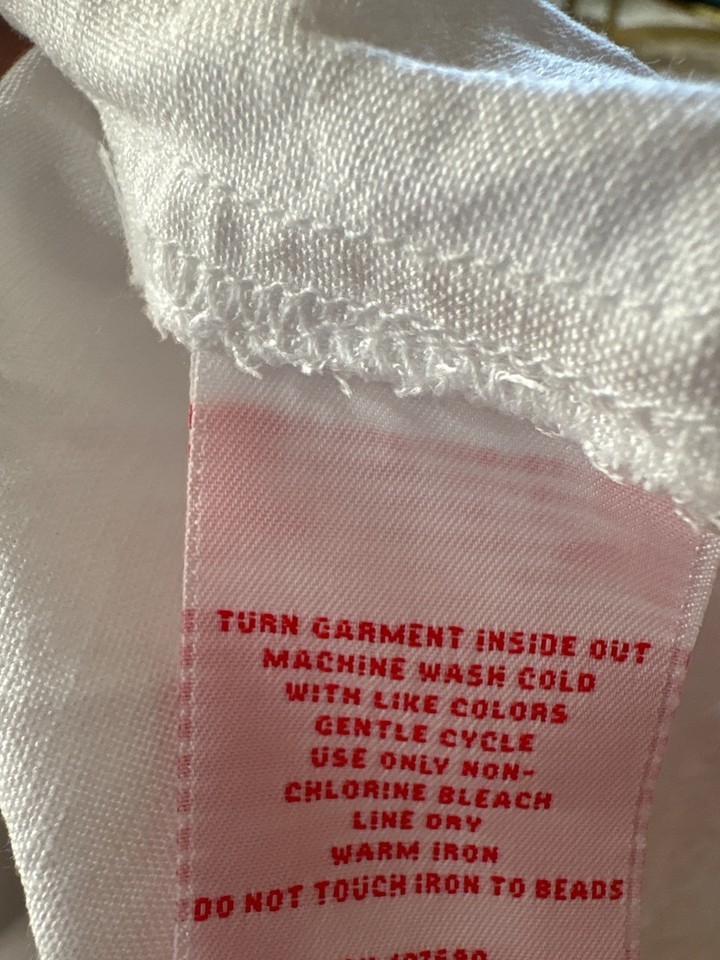 TURN GARMENT INSIDE OUT
MACHINE WASH COLD
WITH LIKE COLORS
GENTLE CYCLE
USE ONLY NON-
CHLORINE BLEACH
LINE DRY
WARM IRON
DO NOT TOUCH IRON TO BEADS